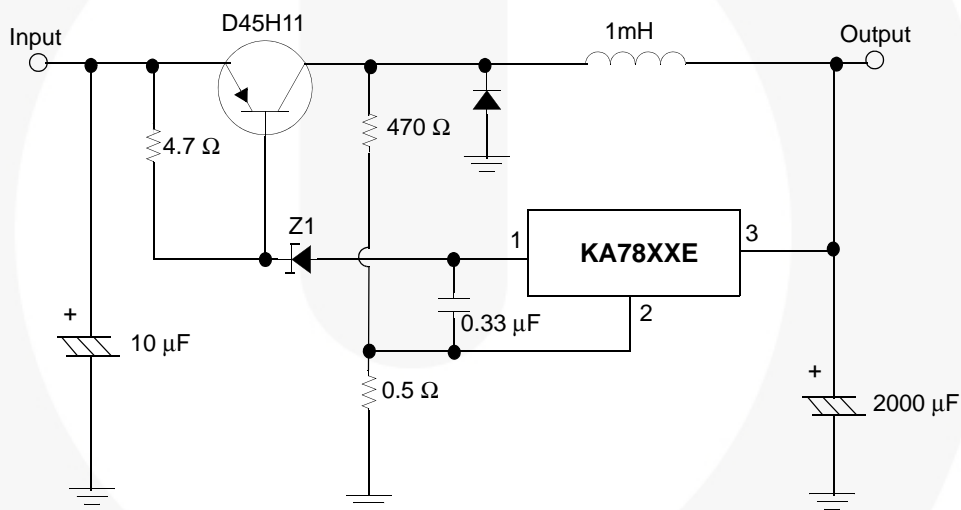 D45H11
Input
1mH
Output
470 Ω
4.7 Ω
Z1
1
KA78XXE
3
2
0.33 μF
+
10 μF
0.5 Ω
+
2000 μF